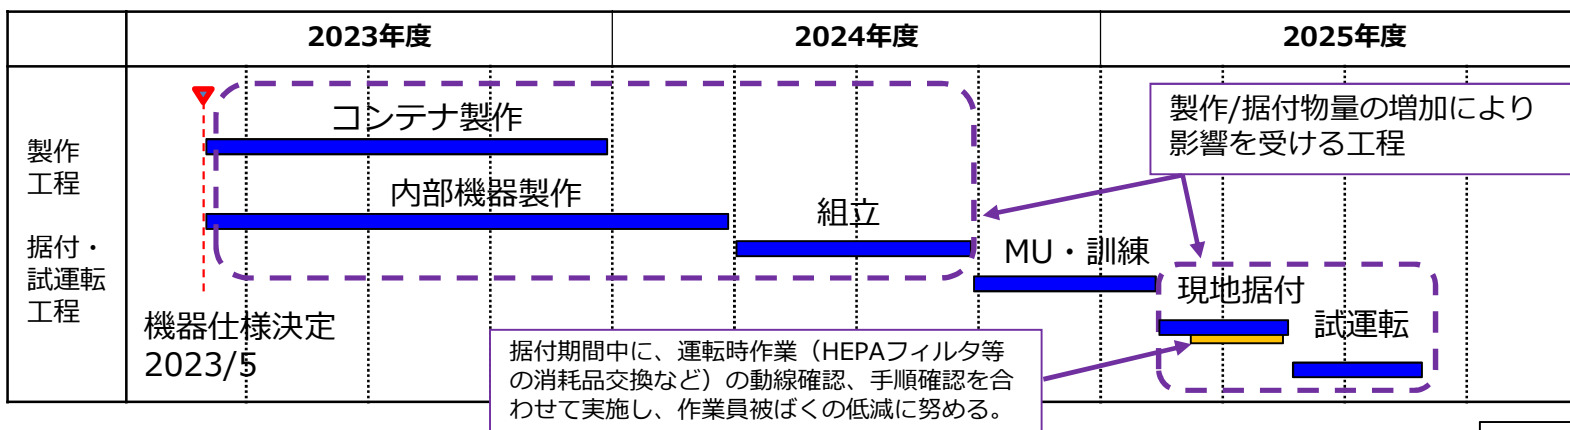 2023年度
2024年度
2025年度
製作
工程
据付・
試運転
工程
コンテナ製作
内部機器製作
組立
MU・訓練
現地据付
試運転
製作/据付物量の増加により
影響を受ける工程
機器仕様決定
2023/5
据付期間中に、運転時作業（HEPAフィルタ等
の消耗品交換など）の動線確認、手順確認を合
わせて実施し、作業員被ばくの低減に努める。